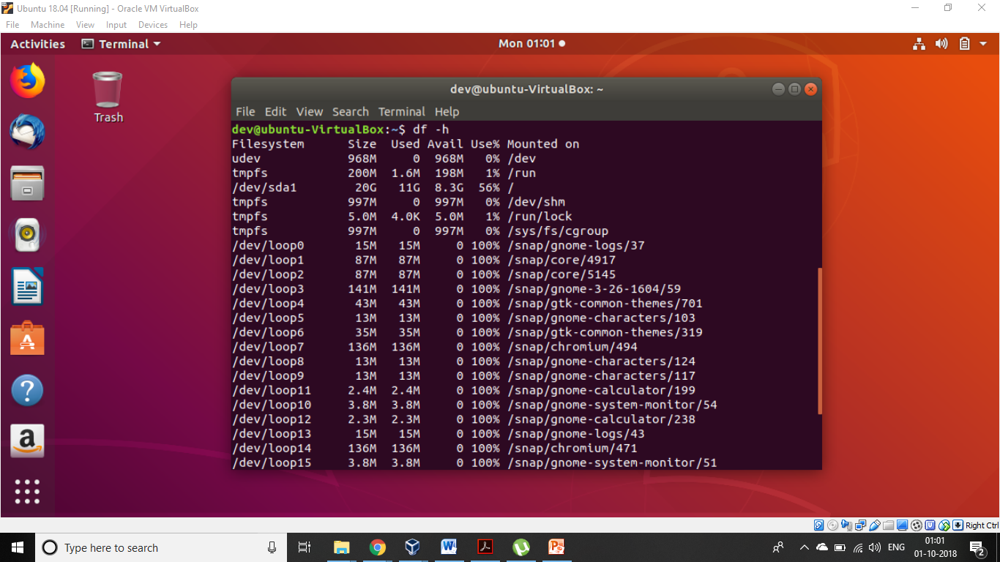 Ubuntu 18.04 [Running] - Oracle VM VirtualBox
File Machine View Input Devices Help
Activities Terminal Mon 01:01
Trash
dev@ubuntu-VirtualBox: ~
File Edit View Search Terminal Help
dev@ubuntu-VirtualBox:~$ df -h
Filesystem Size Used Avail Use% Mounted on
udev 968M 0 968M 0% /dev
tmpfs 200M 1.6M 198M 1% /run
/dev/sda1 20G 11G 8.3G 56% /
tmpfs 997M 0 997M 0% /dev/shm
tmpfs 5.0M 4.0K 5.0M 1% /run/lock
tmpfs 997M 0 997M 0% /sys/fs/cgroup
/dev/loop0 15M 15M 0 100% /snap/gnome-logs/37
/dev/loop1 87M 87M 0 100% /snap/core/4917
/dev/loop2 87M 87M 0 100% /snap/core/5145
/dev/loop3 141M 141M 0 100% /snap/gnome-3-26-1604/59
/dev/loop4 43M 43M 0 100% /snap/gtk-common-themes/701
/dev/loop5 13M 13M 0 100% /snap/gnome-characters/103
/dev/loop6 35M 35M 0 100% /snap/gtk-common-themes/319
/dev/loop7 136M 136M 0 100% /snap/chromium/494
/dev/loop8 13M 13M 0 100% /snap/gnome-characters/124
/dev/loop9 13M 13M 0 100% /snap/gnome-characters/117
/dev/loop11 2.4M 2.4M 0 100% /snap/gnome-calculator/199
/dev/loop10 3.8M 3.8M 0 100% /snap/gnome-system-monitor/54
/dev/loop12 2.3M 2.3M 0 100% /snap/gnome-calculator/238
/dev/loop13 15M 15M 0 100% /snap/gnome-logs/43
/dev/loop14 136M 136M 0 100% /snap/chromium/471
/dev/loop15 3.8M 3.8M 0 100% /snap/gnome-system-monitor/51
Right Ctrl
Type here to search
ENG
01:01
01-10-2018
2